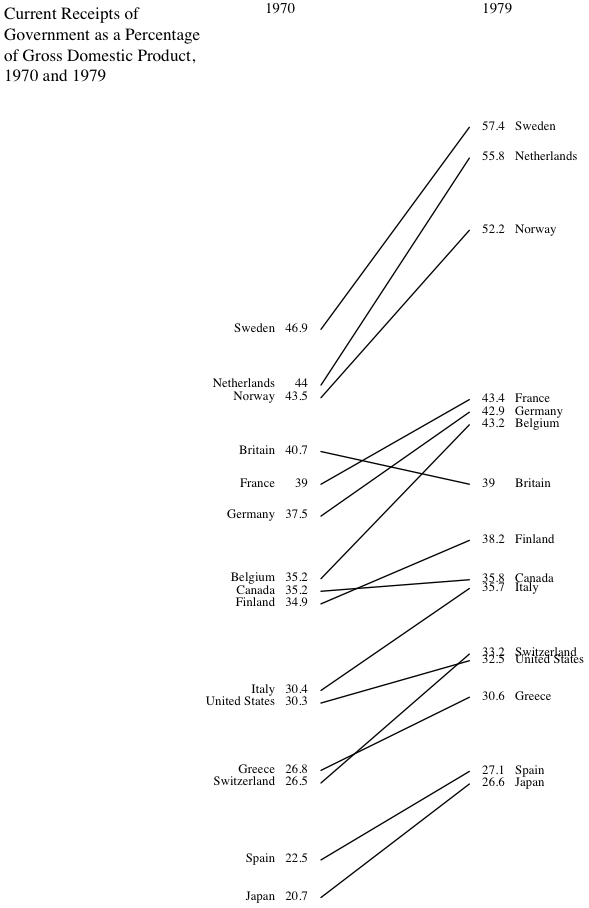 Current Receipts of
Government as a Percentage
of Gross Domestic Product,
1970 and 1979
1970 1979
57.4 Sweden
55.8 Netherlands
52.2 Norway
Sweden 46.9
Netherlands 44
Norway 43.5
43.4 France
42.9 Germany
43.2 Belgium
Britain 40.7
France 39
39 Britain
Germany 37.5
38.2 Finland
Belgium 35.2
35.8 Canada
Canada 35.2
35.7 Italy
Finland 34.9
33.2 Switzerland
32.5 United States
Italy 30.4
30.6 Greece
United States 30.3
Greece 26.8
27.1 Spain
Switzerland 26.5
26.6 Japan
Spain 22.5
Japan 20.7